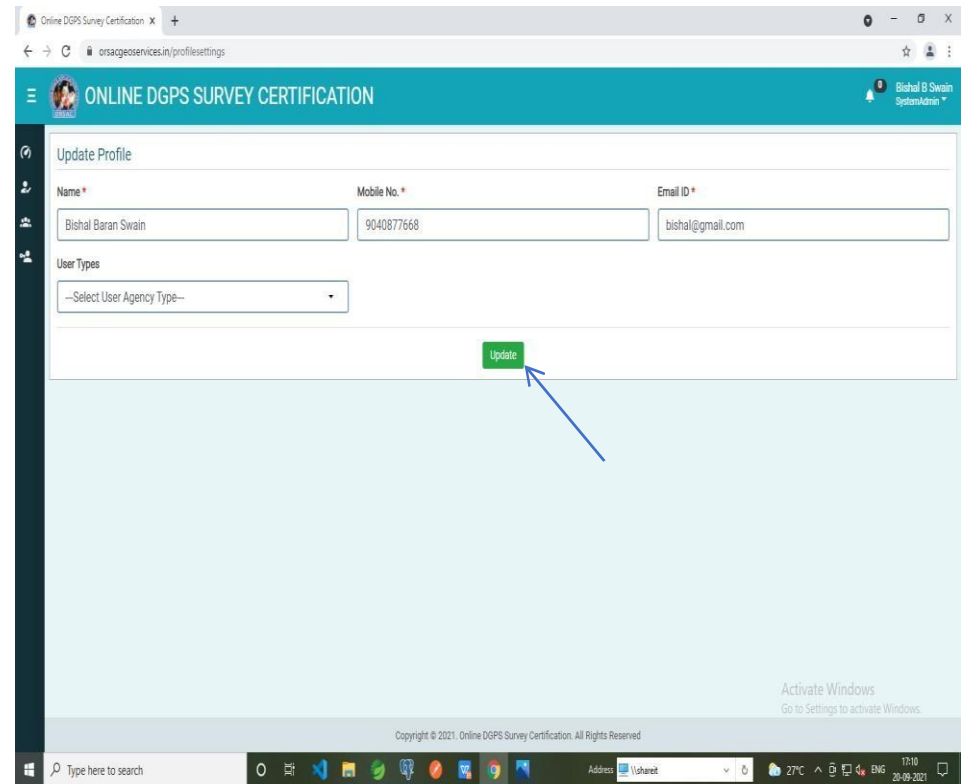 Online DGPS Survey Certification X +
orsacgeoservices.in/profilesettings
ONLINE DGPS SURVEY CERTIFICATION
0
Bishal B Swain
SystemAdmin
ORSAC
Update Profile
Name * Mobile No. * Email ID *
Bishal Baran Swain 9040877668 bishal@gmail.com
User Types
---Select User Agency Type---
Update
Activate Windows
Go to Settings to activate Windows.
Copyright © 2021. Online DGPS Survey Certification. All Rights Reserved
Type here to search Address \\shareit 27°C ENG 17:10
20-09-2021